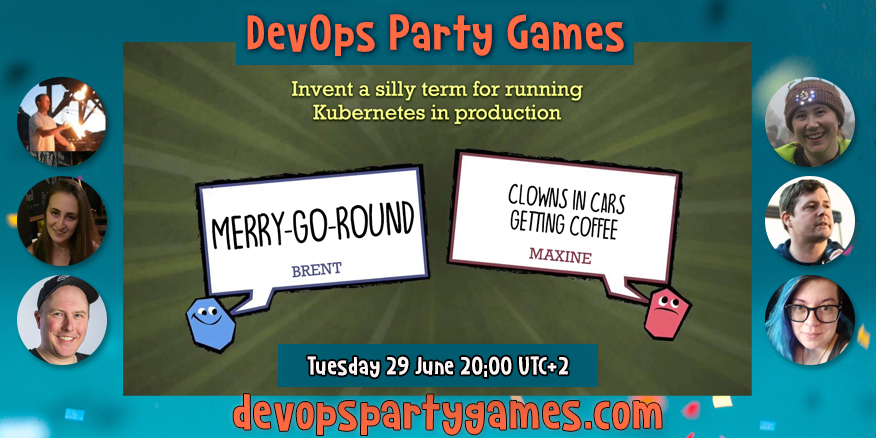 DevOps Party Games
Invent a silly term for running
Kubernetes in production
MERRY-GO-ROUND
BRENT
CLOWNS IN CARS
GETTING COFFEE
MAXINE
Tuesday 29 June 20:00 UTC+2
devopspartygames.com